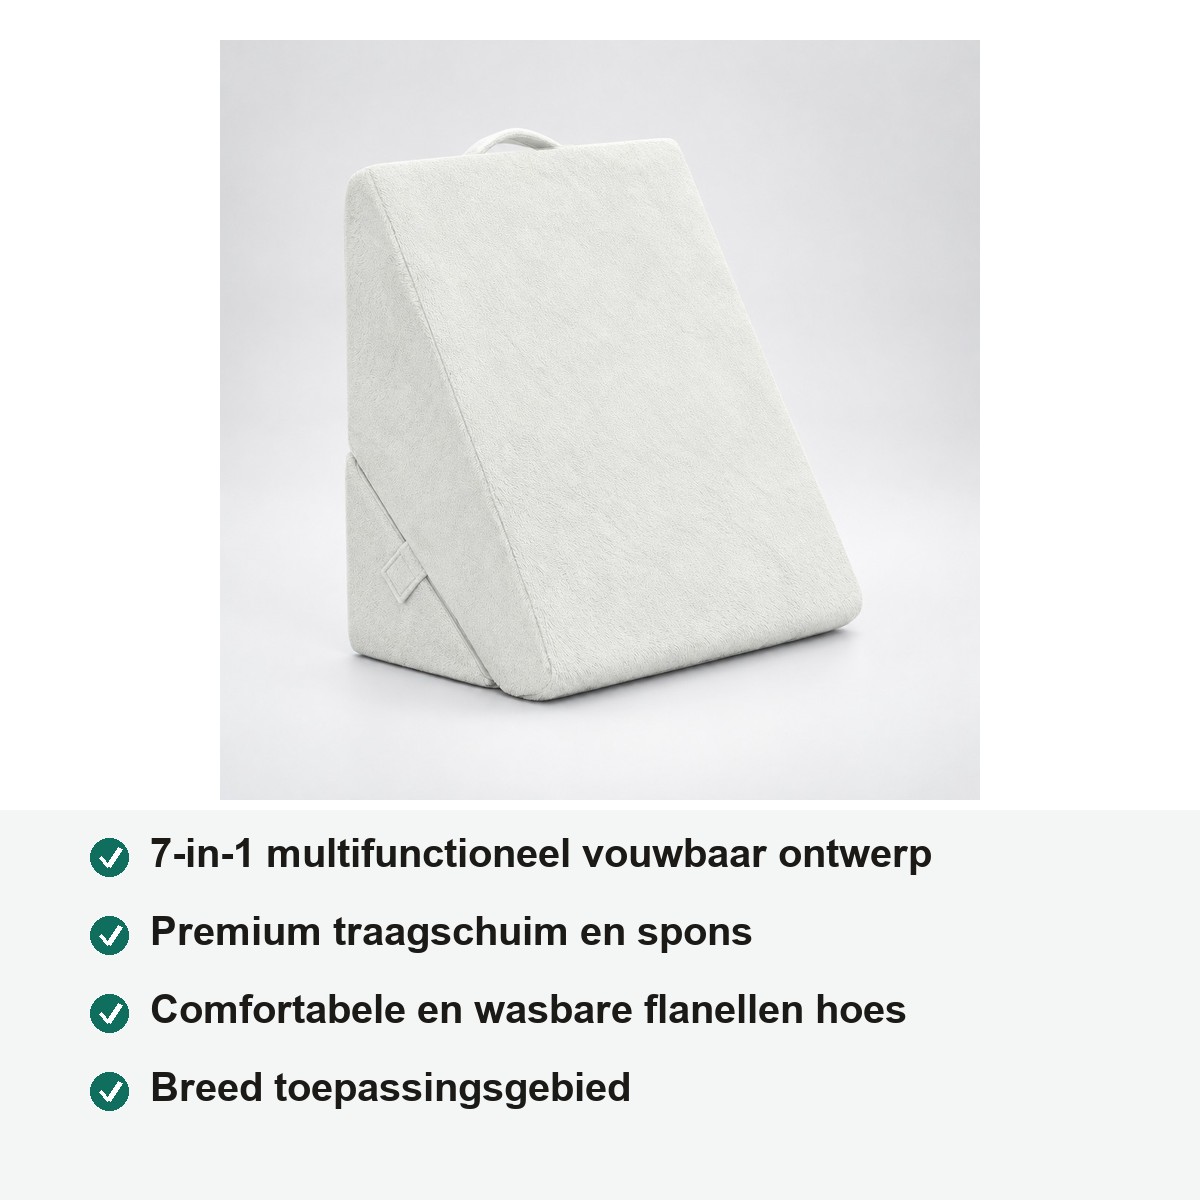 7-in-1 multifunctioneel vouwbaar ontwerp
Premium traagschuim en spons
Comfortabele en wasbare flanellen hoes
Breed toepassingsgebied